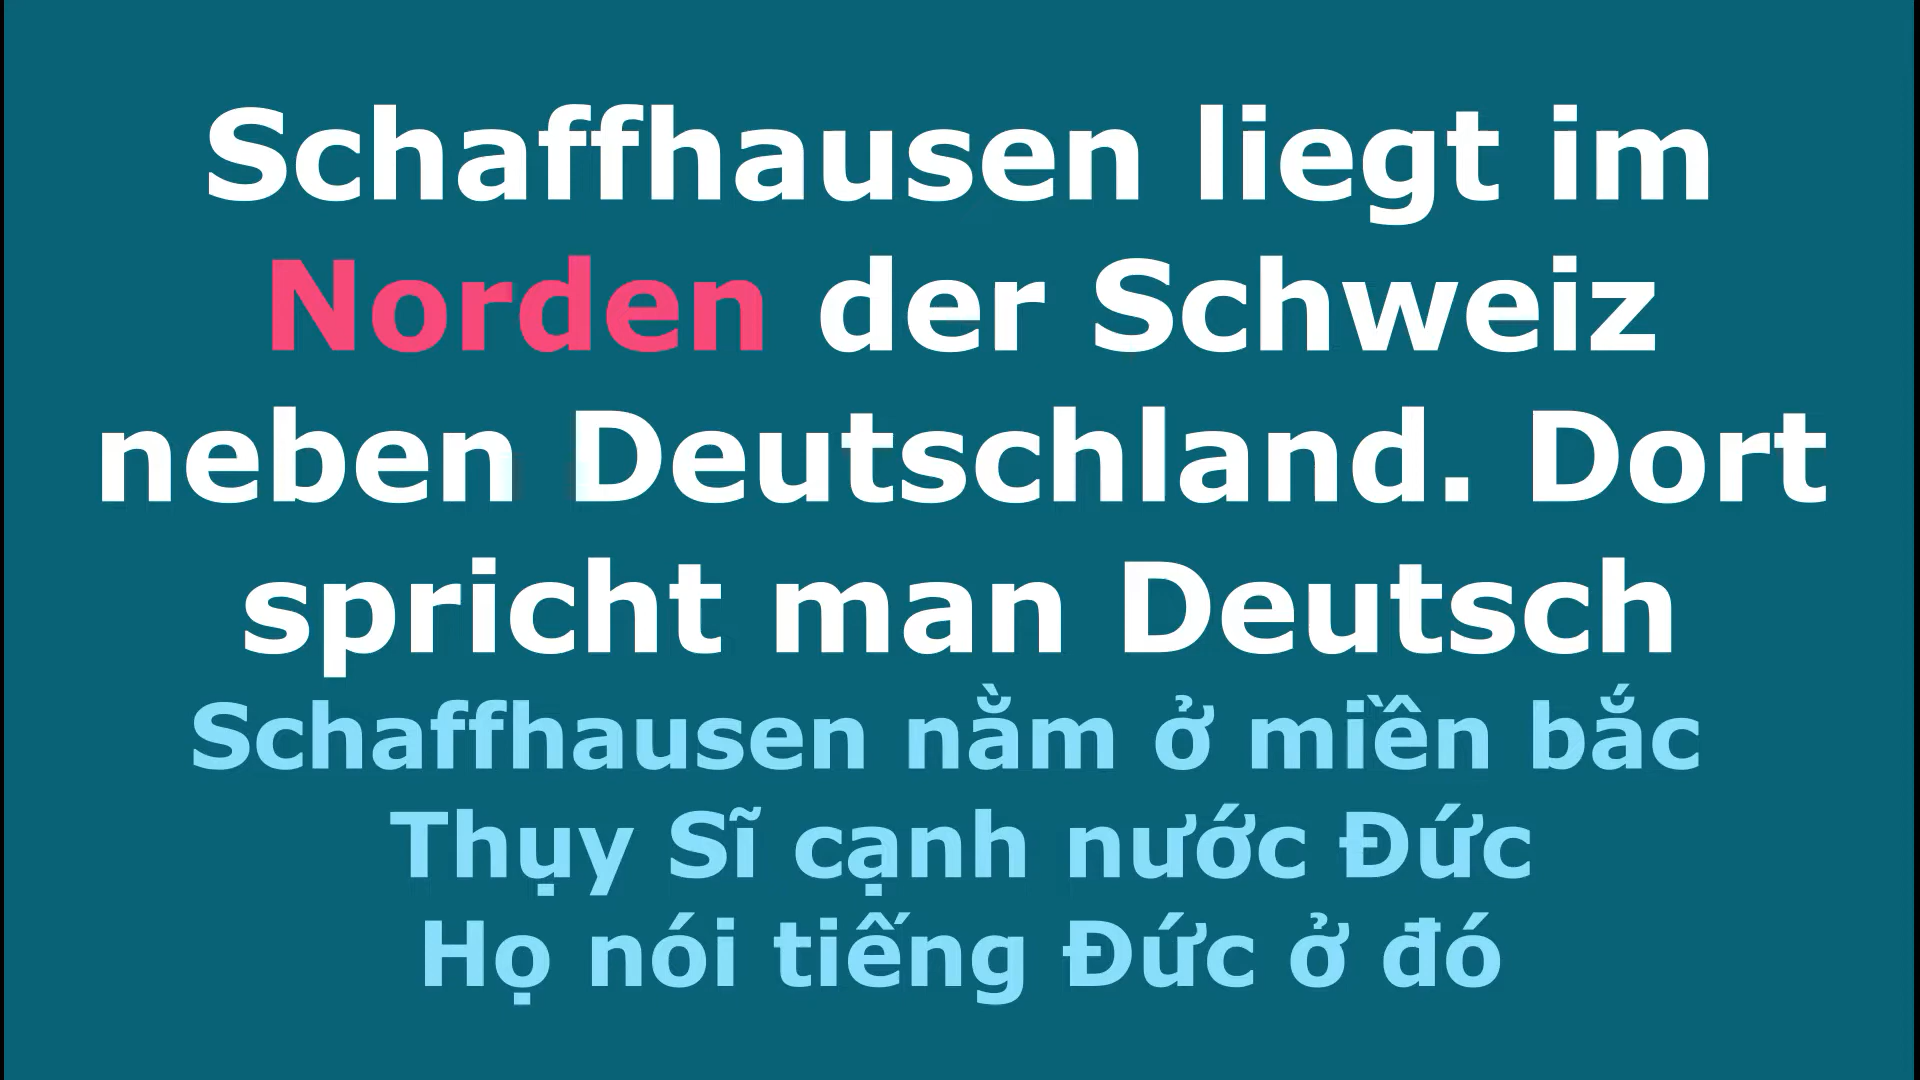 Schaffhausen liegt im
Norden der Schweiz
neben Deutschland. Dort
spricht man Deutsch
Schaffhausen nằm ở miền bắc
Thụy Sĩ cạnh nước Đức
Họ nói tiếng Đức ở đó